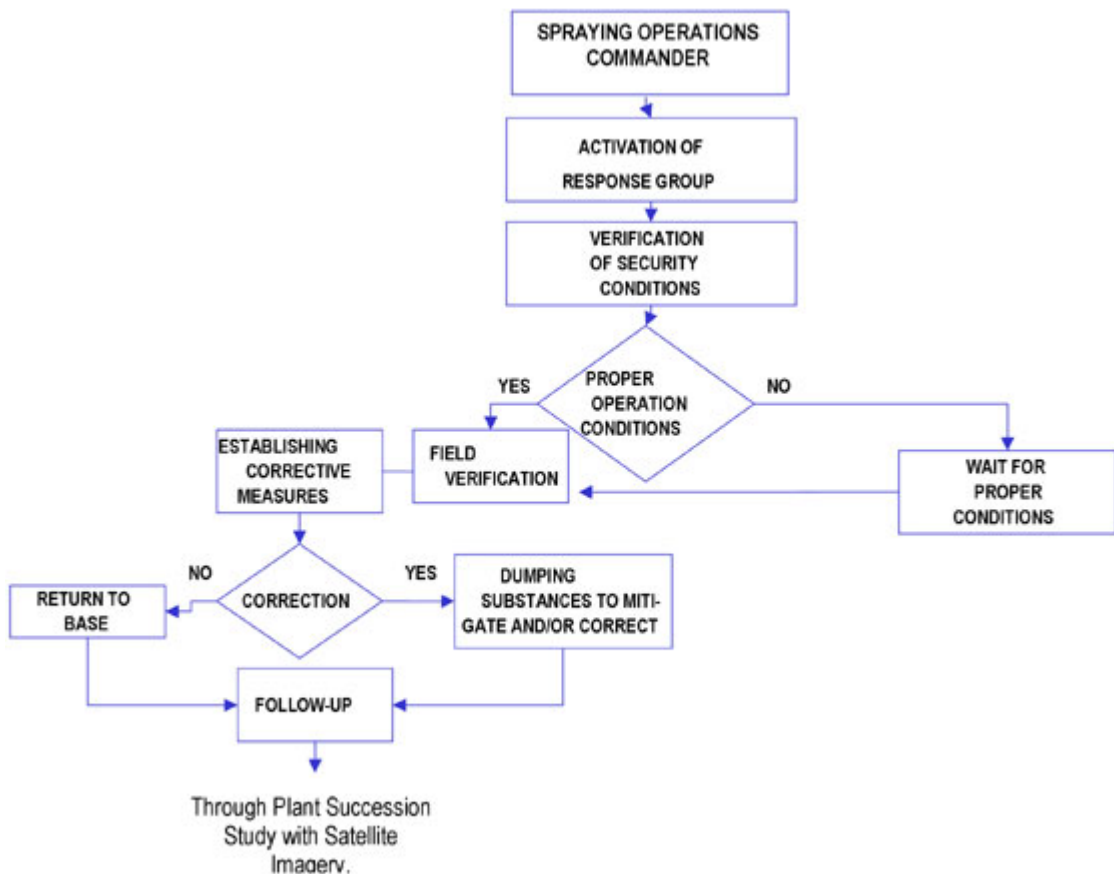 SPRAYING OPERATIONS
COMMANDER
ACTIVATION OF
RESPONSE GROUP
VERIFICATION
OF SECURITY
CONDITIONS
YES
PROPER
OPERATION
CONDITIONS
NO
ESTABLISHING
CORRECTIVE
MEASURES
FIELD
VERIFICATION
WAIT FOR
PROPER
CONDITIONS
NO
CORRECTION
YES
RETURN TO
BASE
DUMPING
SUBSTANCES TO MITI-
GATE AND/OR CORRECT
FOLLOW-UP
Through Plant Succession
Study with Satellite
Imagery.